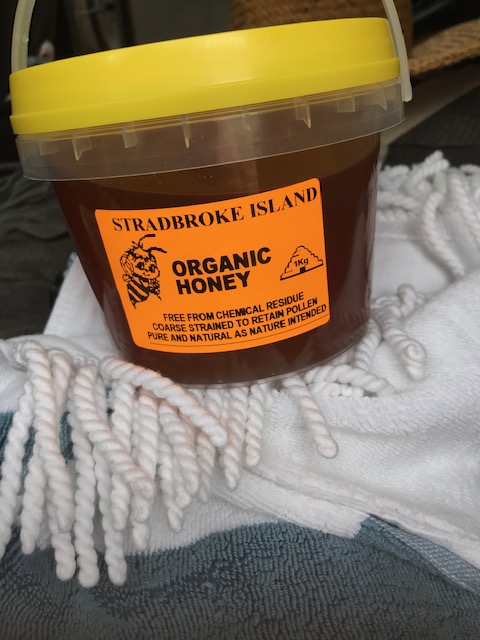 STRADBROKE ISLAND
ORGANIC
HONEY
1Kg
FREE FROM CHEMICAL RESIDUE
COARSE STRAINED TO RETAIN POLLEN
PURE AND NATURAL AS NATURE INTENDED